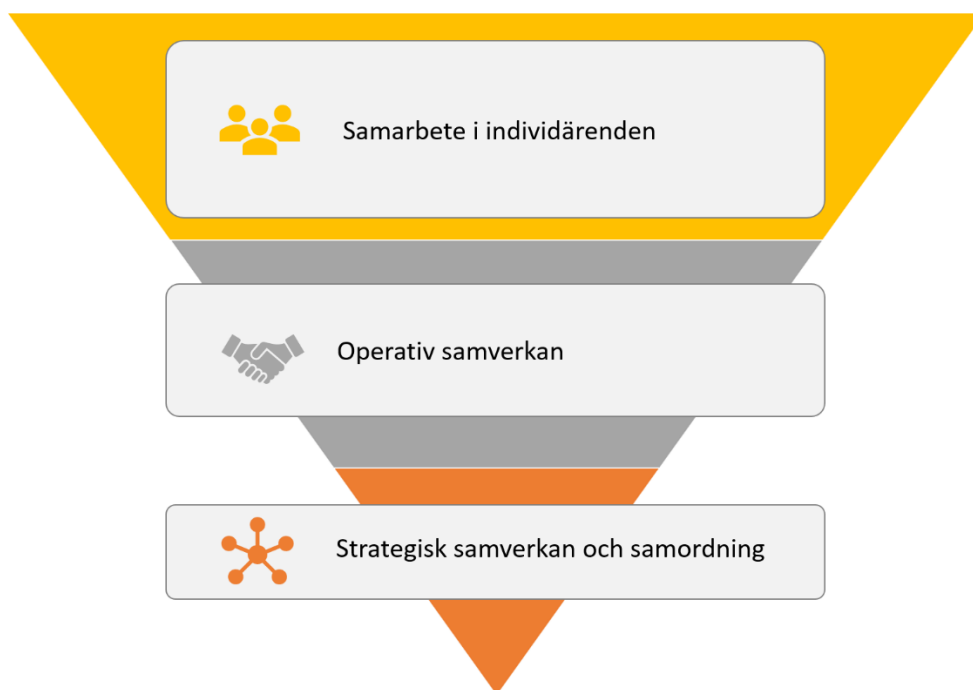 Samarbete i individärenden
Operativ samverkan
Strategisk samverkan och samordning